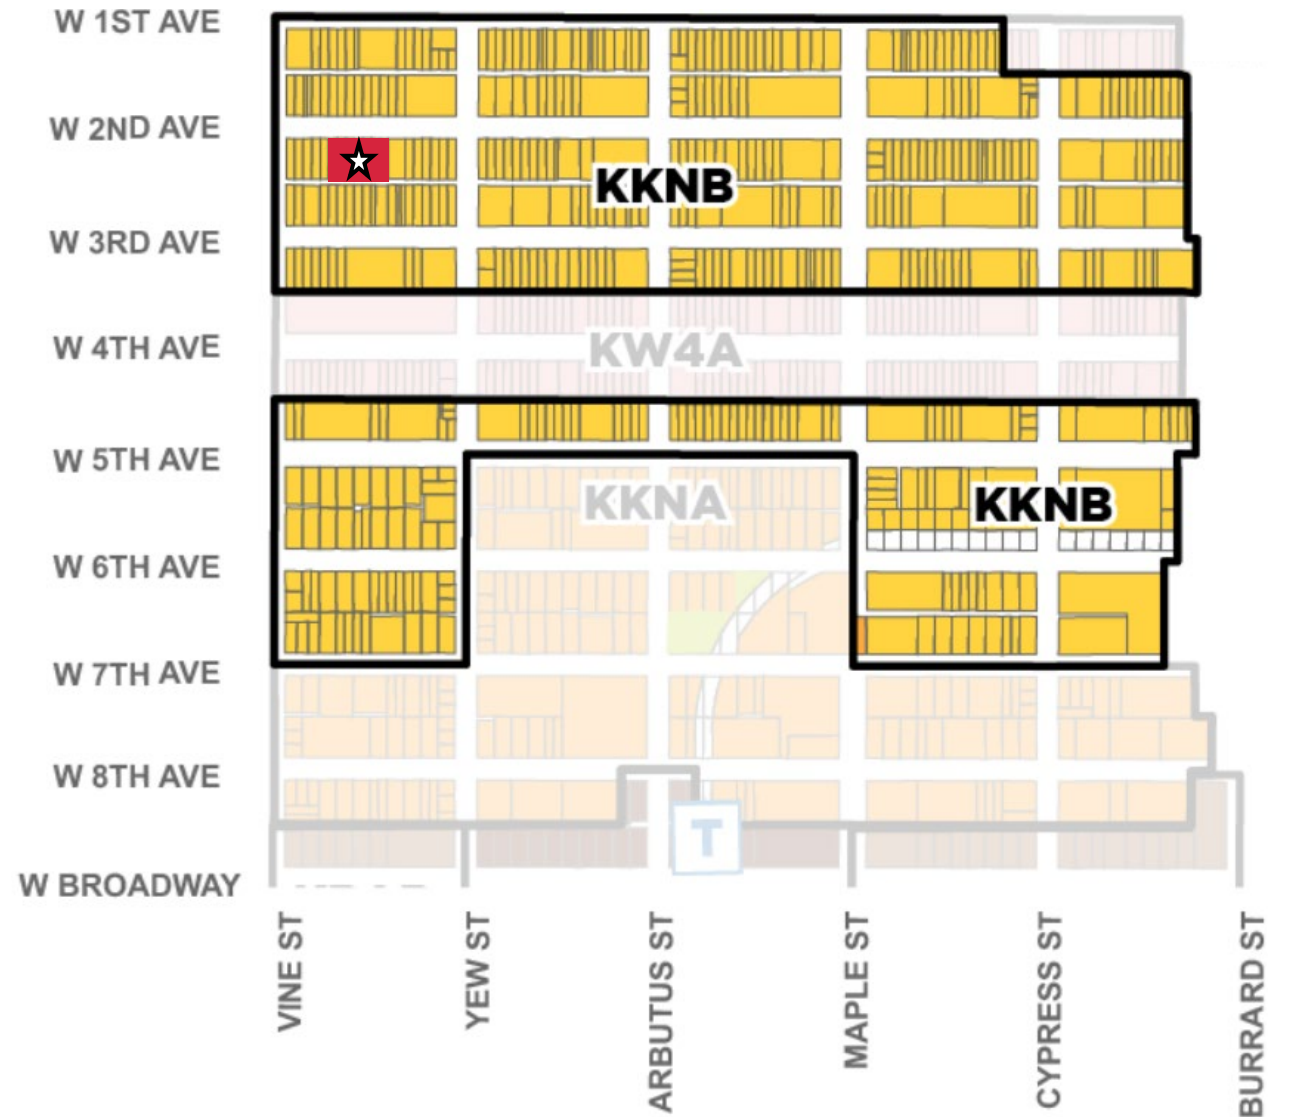 W 1ST AVE
W 2ND AVE
KKNB
W 3RD AVE
W 4TH AVE
KW4A
W 5TH AVE
KKNA
KKNB
W 6TH AVE
W 7TH AVE
W 8TH AVE
T
W BROADWAY
VINE ST
YEW ST
ARBUTUS ST
MAPLE ST
CYPRESS ST
BURRARD ST